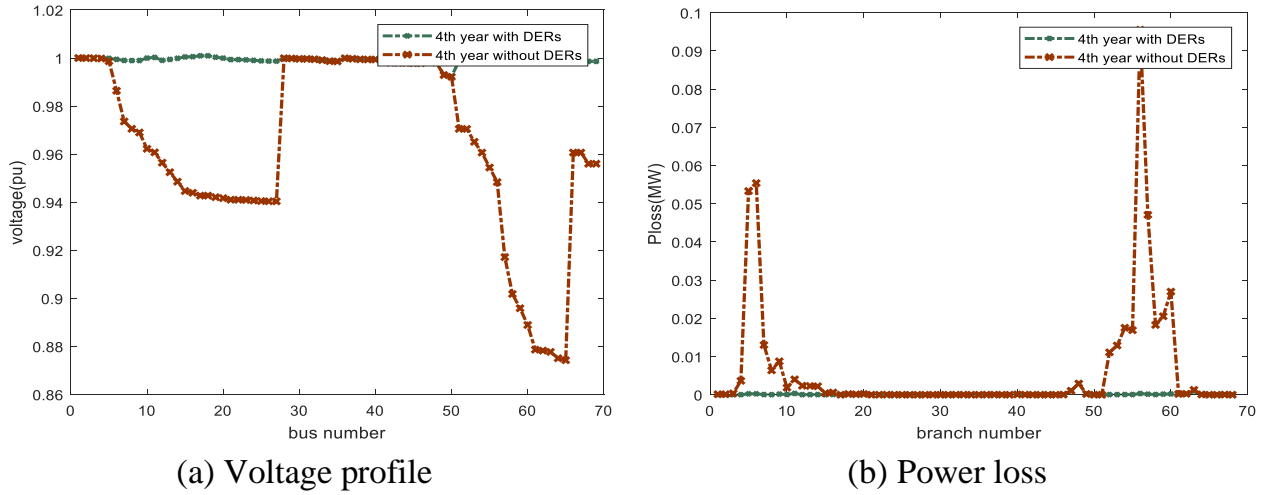 1.02
1
0.98
0.96
0.94
0.92
0.9
0.88
0.86
voltage(pu)
0 10 20 30 40 50 60 70
bus number
4th year with DERs
4th year without DERs
(a) Voltage profile
0.1
0.09
0.08
0.07
0.06
0.05
0.04
0.03
0.02
0.01
0
Ploss(MW)
0 10 20 30 40 50 60 70
branch number
4th year with DERs
4th year without DERs
(b) Power loss